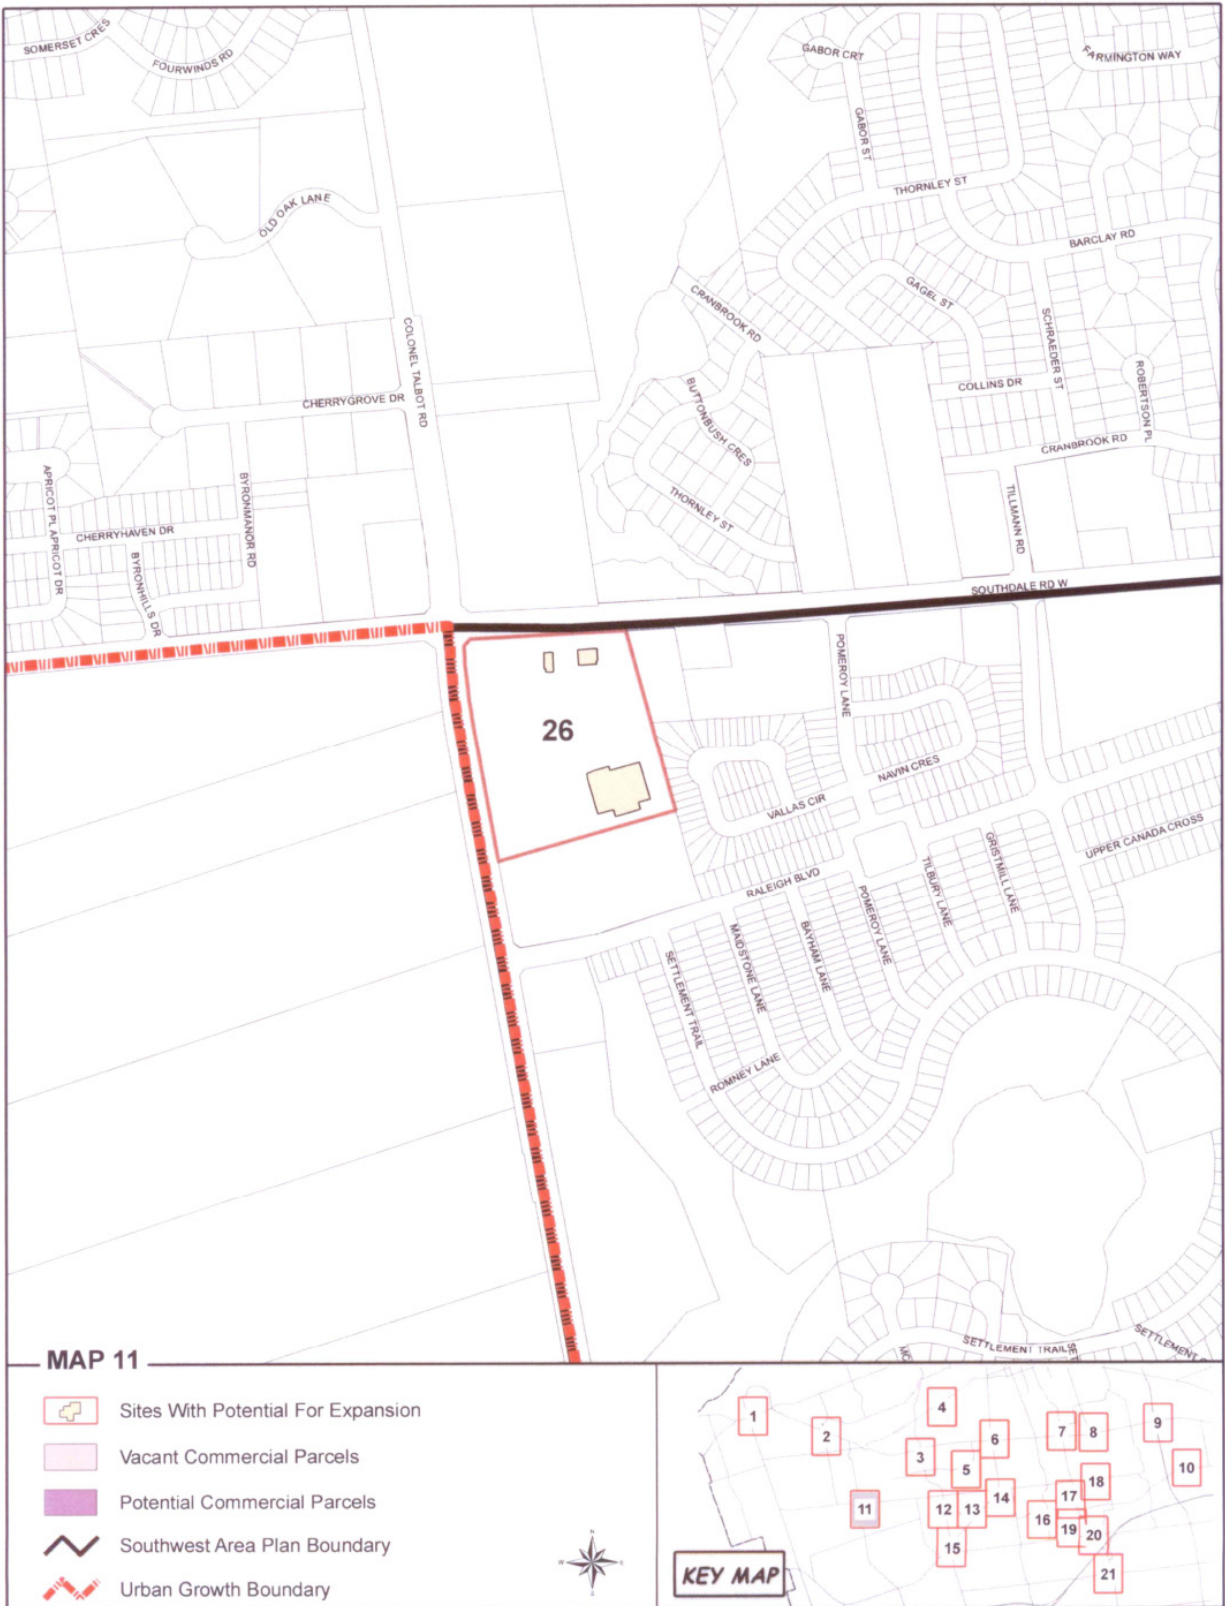 SOMERSET CRES
FOURWINDS RD
GABOR CRT
FARMINGTON WAY
GABOR ST
THORNLEY ST
OLD OAK LANE
BARCLAY RD
CRANBROOK RD
GAGEL ST
SCHRAEDER ST
COLONEL TALBOT RD
CHERRYGROVE DR
BUTTONBUSH CRES
COLLINS DR
ROBERTSON PL
CRANBROOK RD
APRICOT PL APRICOT DR
BYRONMANOR RD
THORNLEY ST
TILLMANN RD
CHERRYHAVEN DR
BYRONHILLS DR
SOUTHDALE RD W
POMEROY LANE
26
NAVIN CRES
VALLAS CIR
UPPER CANADA CROSS
GRISTMILL LANE
TILBURY LANE
RALEIGH BLVD
POMEROY LANE
BAYHAM LANE
MAIDSTONE LANE
SETTLEMENT TRAIL
ROMNEY LANE
SETTLEMENT TRAIL
SETTLEMENT
MAP 11
Sites With Potential For Expansion
Vacant Commercial Parcels
Potential Commercial Parcels
Southwest Area Plan Boundary
Urban Growth Boundary
N
W E
S
1
2
3
4
5
6
7
8
9
10
11
12
13
14
15
16
17
18
19
20
21
KEY MAP